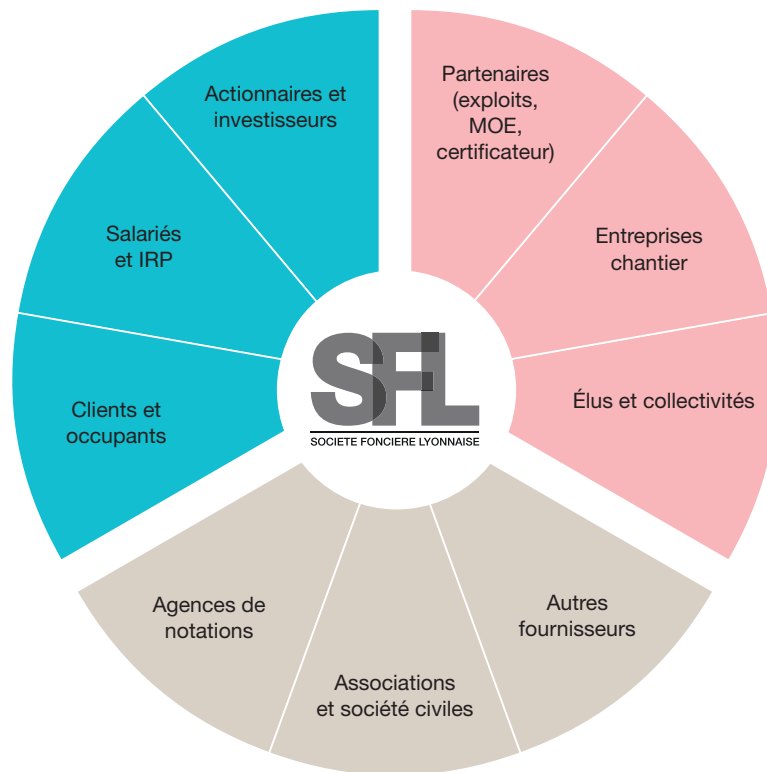 Actionnaires et
investisseurs
Partenaires
(exploits,
MOE,
certificateur)
Salariés
et IRP
Entreprises
chantier
Clients et
occupants
Élus et collectivités
SFL
SOCIETE FONCIERE LYONNAISE
Agences de
notations
Autres
fournisseurs
Associations
et société civiles